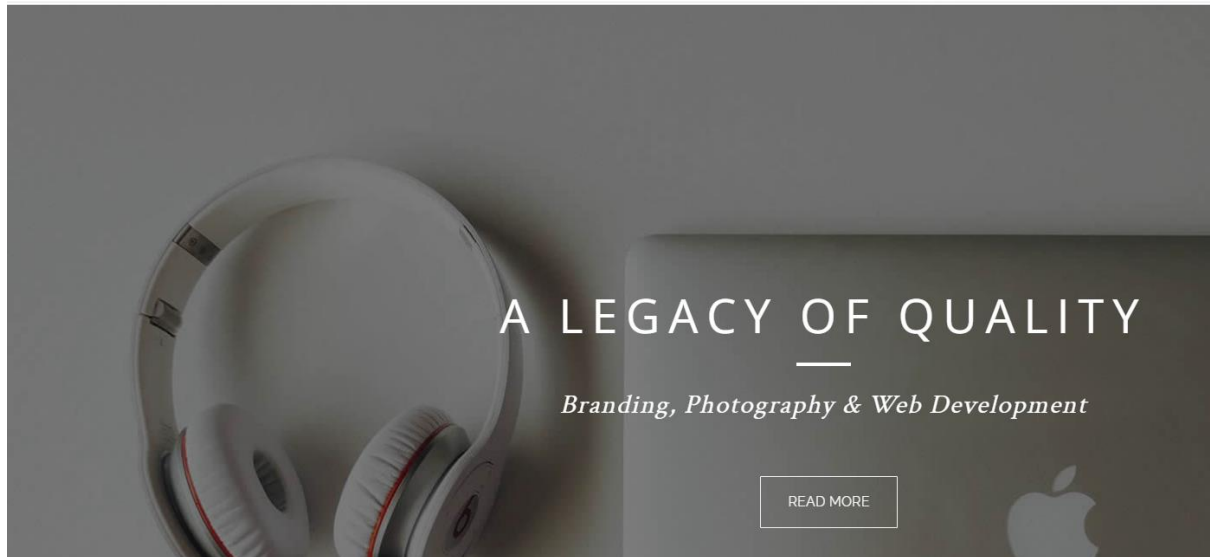 A LEGACY OF QUALITY
Branding, Photography & Web Development
READ MORE